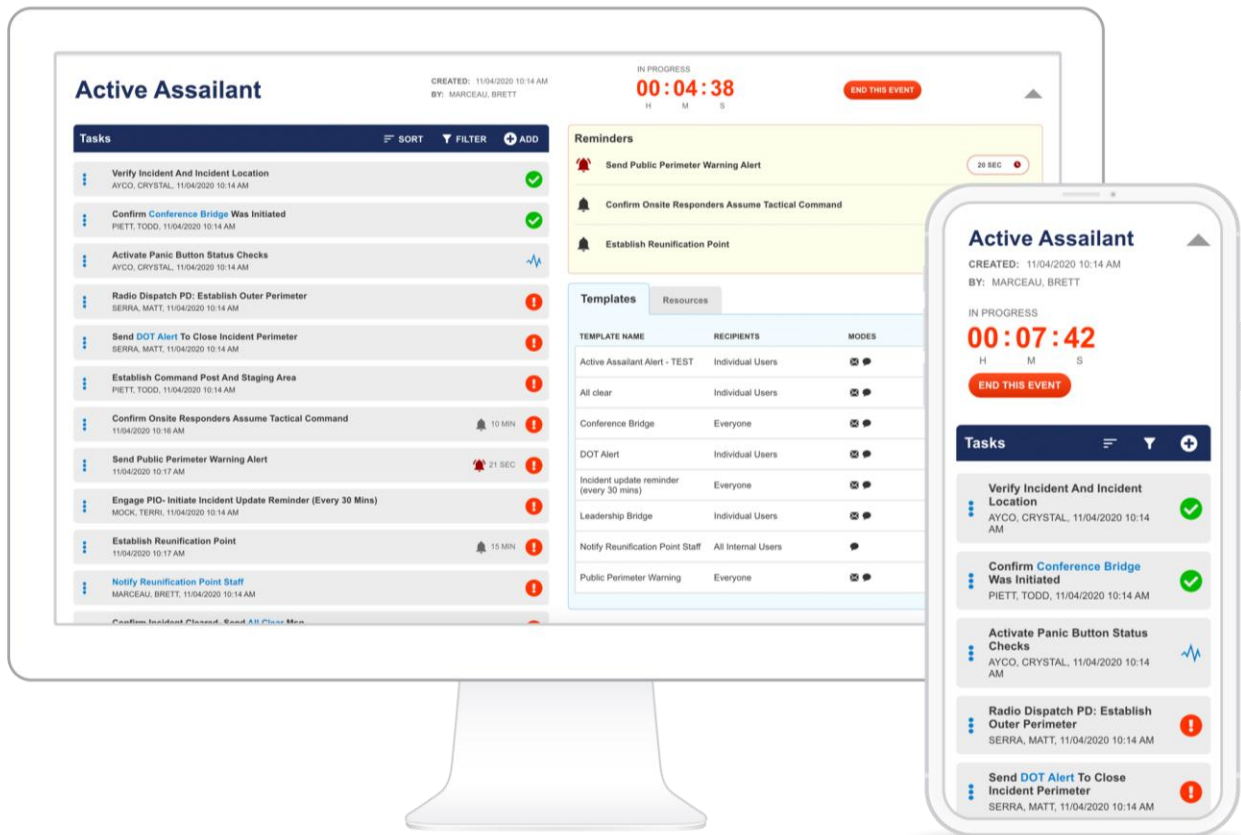 Active Assailant
CREATED: 11/04/2020 10:14 AM
BY: MARCEAU, BRETT
IN PROGRESS
00:04:38
H M S
END THIS EVENT
Tasks SORT FILTER ADD
Verify Incident And Incident Location
AYCO, CRYSTAL, 11/04/2020 10:14 AM
Confirm Conference Bridge Was Initiated
PIETT, TODD, 11/04/2020 10:14 AM
Activate Panic Button Status Checks
AYCO, CRYSTAL, 11/04/2020 10:14 AM
Radio Dispatch PD: Establish Outer Perimeter
SERRA, MATT, 11/04/2020 10:14 AM
Send DOT Alert To Close Incident Perimeter
SERRA, MATT, 11/04/2020 10:14 AM
Establish Command Post And Staging Area
PIETT, TODD, 11/04/2020 10:14 AM
Confirm Onsite Responders Assume Tactical Command
11/04/2020 10:18 AM
10 MIN
Send Public Perimeter Warning Alert
11/04/2020 10:17 AM
21 SEC
Engage PIO- Initiate Incident Update Reminder (Every 30 Mins)
MOCK, TERRI, 11/04/2020 10:14 AM
Establish Reunification Point
11/04/2020 10:17 AM
15 MIN
Notify Reunification Point Staff
MARCEAU, BRETT, 11/04/2020 10:14 AM
Confirm Incident Cleared- Send All Clear Msg
Reminders
Send Public Perimeter Warning Alert
20 SEC
Confirm Onsite Responders Assume Tactical Command
Establish Reunification Point
Templates Resources
TEMPLATE NAME RECIPIENTS MODES
Active Assailant Alert - TEST Individual Users
All clear Individual Users
Conference Bridge Everyone
DOT Alert Individual Users
Incident update reminder
(every 30 mins) Everyone
Leadership Bridge Individual Users
Notify Reunification Point Staff All Internal Users
Public Perimeter Warning Everyone
Active Assailant
CREATED: 11/04/2020 10:14 AM
BY: MARCEAU, BRETT
IN PROGRESS
00:07:42
H M S
END THIS EVENT
Tasks
Verify Incident And Incident
Location
AYCO, CRYSTAL, 11/04/2020 10:14
AM
Confirm Conference Bridge
Was Initiated
PIETT, TODD, 11/04/2020 10:14 AM
Activate Panic Button Status
Checks
AYCO, CRYSTAL, 11/04/2020 10:14
AM
Radio Dispatch PD: Establish
Outer Perimeter
SERRA, MATT, 11/04/2020 10:14 AM
Send DOT Alert To Close
Incident Perimeter
SERRA, MATT, 11/04/2020 10:14 AM